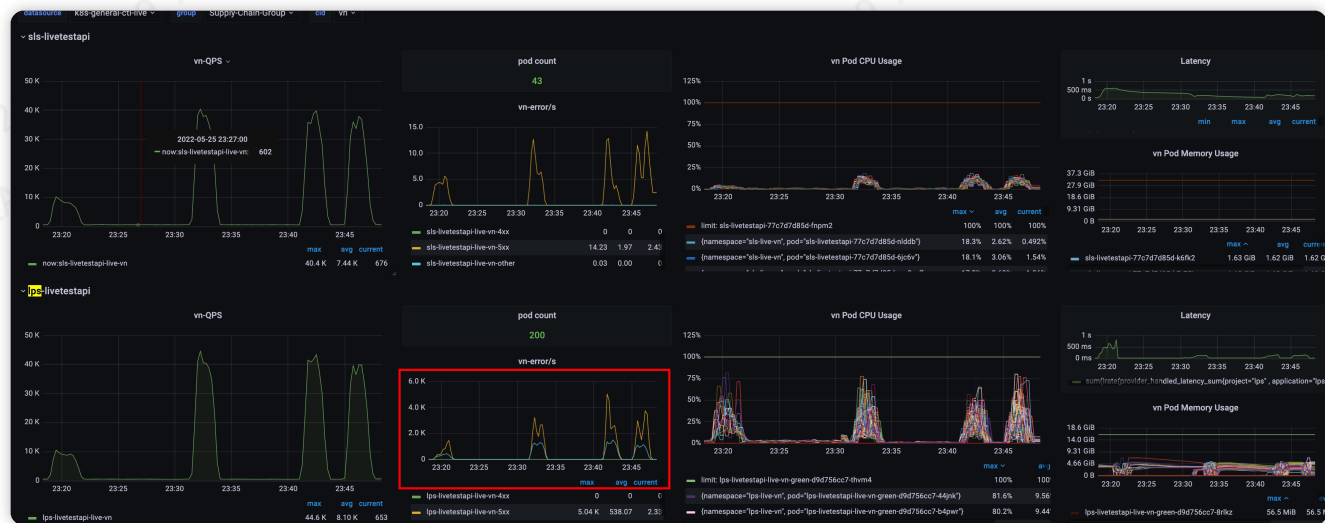 datasource k8s-general-ctl-live group Supply-Chain-Group cid vn
sls-livetestapi
vn-QPS
50 K
40 K
30 K
20 K
10 K
0
2022-05-25 23:27:00
now:sls-livetestapi-live-vn: 602
23:20 23:25 23:30 23:35 23:40 23:45
max avg current
now:sls-livetestapi-live-vn 40.4 K 7.44 K 676
pod count
43
vn-error/s
15.0
10.0
5.0
0
23:20 23:25 23:30 23:35 23:40 23:45
max avg current
sls-livetestapi-live-vn-4xx 0 0
sls-livetestapi-live-vn-5xx 14.23 1.97
sls-livetestapi-live-vn-other 0.03 0.00
vn Pod CPU Usage
125%
100%
75%
50%
25%
0%
23:20 23:25 23:30 23:35 23:40 23:45
max avg current
limit: sls-livetestapi-77c7d7d85d-fnpm2 100% 100% 100%
{namespace="sls-live-vn", pod="sls-livetestapi-77c7d7d85d-nlddb"} 18.3% 2.62% 0.492%
{namespace="sls-live-vn", pod="sls-livetestapi-77c7d7d85d-6jc6v"} 18.1% 3.06% 1.54%
Latency
1 s
500 ms
0 s
23:20 23:25 23:30 23:35 23:40 23:45
min max avg current
vn Pod Memory Usage
37.3 GiB
27.9 GiB
18.6 GiB
9.31 GiB
0 B
23:20 23:25 23:30 23:35 23:40 23:45
max avg
sls-livetestapi-77c7d7d85d-k6fk2 1.63 GiB 1.62 GiB
lps-livetestapi
vn-QPS
50 K
40 K
30 K
20 K
10 K
0
23:20 23:25 23:30 23:35 23:40 23:45
max avg current
lps-livetestapi-live-vn 44.6 K 8.10 K 653
pod count
200
vn-error/s
6.0 K
4.0 K
2.0 K
0
23:20 23:25 23:30 23:35 23:40 23:45
max avg current
lps-livetestapi-live-vn-4xx 0 0
lps-livetestapi-live-vn-5xx 5.04 K 538.07
vn Pod CPU Usage
125%
100%
75%
50%
25%
0%
23:20 23:25 23:30 23:35 23:40 23:45
max
limit: lps-livetestapi-live-vn-green-d9d756cc7-thvm4 100% 100%
{namespace="lps-live-vn", pod="lps-livetestapi-live-vn-green-d9d756cc7-44jnk"} 81.6% 9.56
{namespace="lps-live-vn", pod="lps-livetestapi-live-vn-green-d9d756cc7-b4pwr"} 80.2% 9.44
Latency
1 s
500 ms
0 ms
23:20 23:25 23:30 23:35 23:40 23:45
sum(irate(provider_handled_latency_sum{project="lps", application="lps
vn Pod Memory Usage
18.6 GiB
14.0 GiB
9.31 GiB
4.66 GiB
0 B
23:20 23:25 23:30 23:35 23:40 23:45
max
lps-livetestapi-live-vn-green-d9d756cc7-8rlkz 56.5 MiB